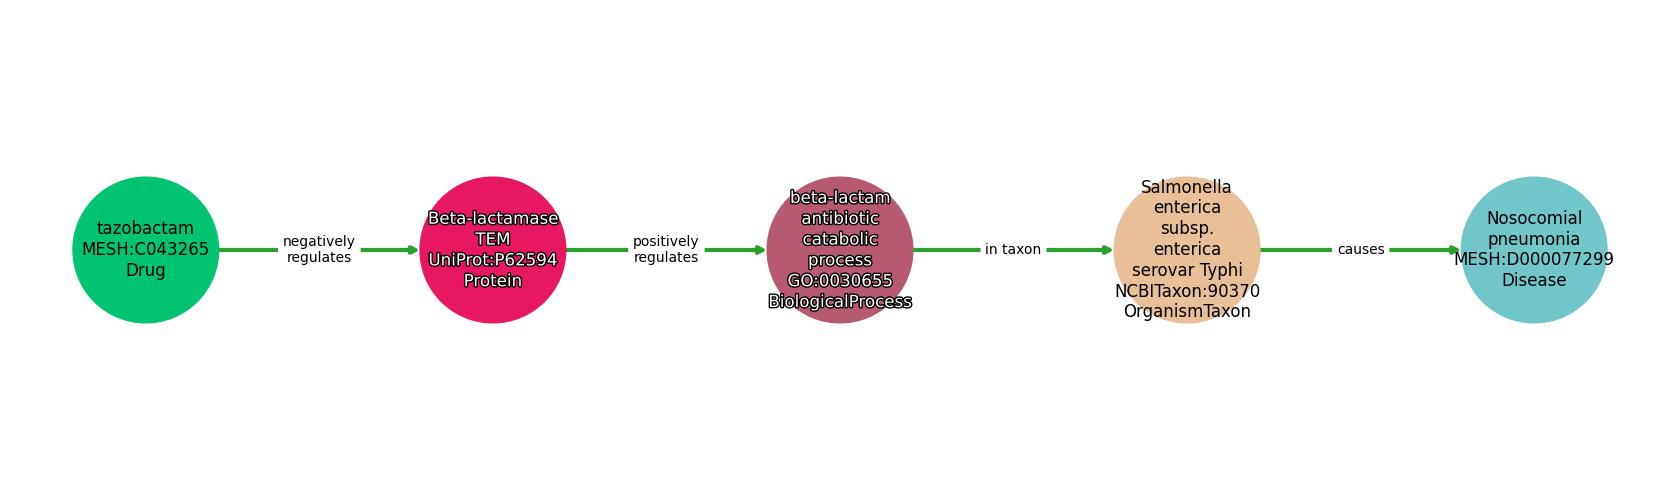 tazobactam
MESH:C043265
Drug
negatively
regulates
Beta-lactamase
TEM
UniProt:P62594
Protein
positively
regulates
beta-lactam
antibiotic
catabolic
process
GO:0030655
BiologicalProcess
in taxon
Salmonella
enterica
subsp.
enterica
serovar Typhi
NCBITaxon:90370
OrganismTaxon
causes
Nosocomial
pneumonia
MESH:D000077299
Disease